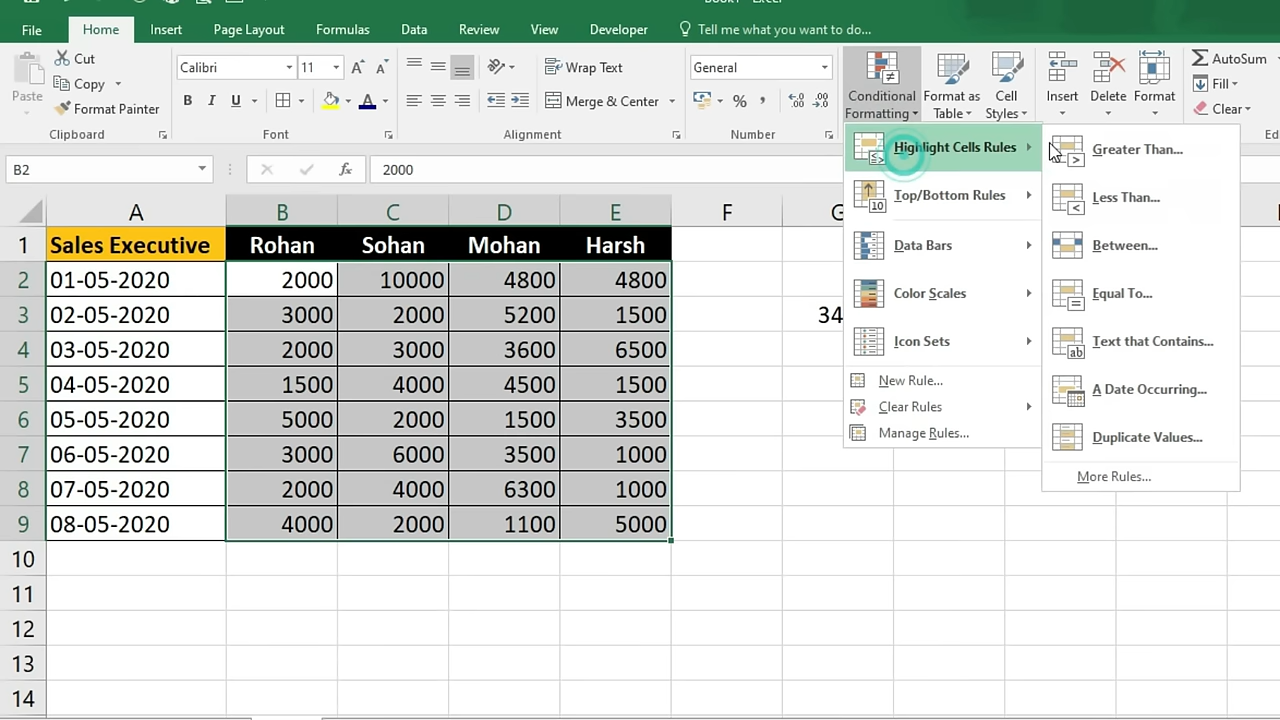 Book1 - Excel
File Home Insert Page Layout Formulas Data Review View Developer Tell me what you want to do...
Paste Cut Copy Format Painter
Calibri 11
B I U A
Wrap Text
Merge & Center
General
%
Conditional Formatting
Format as Table
Cell Styles
Insert Delete Format
AutoSum
Fill
Clear
Clipboard Font Alignment Number
B2 fx 2000
A B C D E F G
1 Sales Executive Rohan Sohan Mohan Harsh
2 01-05-2020 2000 10000 4800 4800
3 02-05-2020 3000 2000 5200 1500 34
4 03-05-2020 2000 3000 3600 6500
5 04-05-2020 1500 4000 4500 1500
6 05-05-2020 5000 2000 1500 3500
7 06-05-2020 3000 6000 3500 1000
8 07-05-2020 2000 4000 6300 1000
9 08-05-2020 4000 2000 1100 5000
10
11
12
13
14
Highlight Cells Rules
Top/Bottom Rules
Data Bars
Color Scales
Icon Sets
New Rule...
Clear Rules
Manage Rules...
Greater Than...
Less Than...
Between...
Equal To...
Text that Contains...
A Date Occurring...
Duplicate Values...
More Rules...